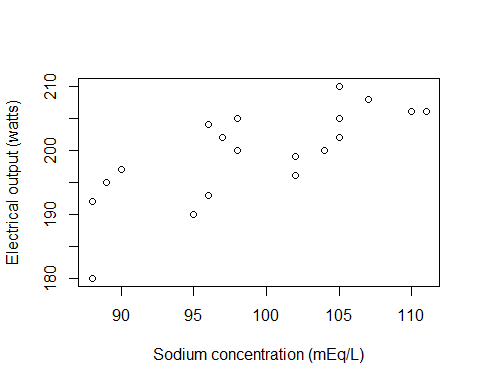 Electrical output (watts)
210
200
190
180
90 95 100 105 110
Sodium concentration (mEq/L)